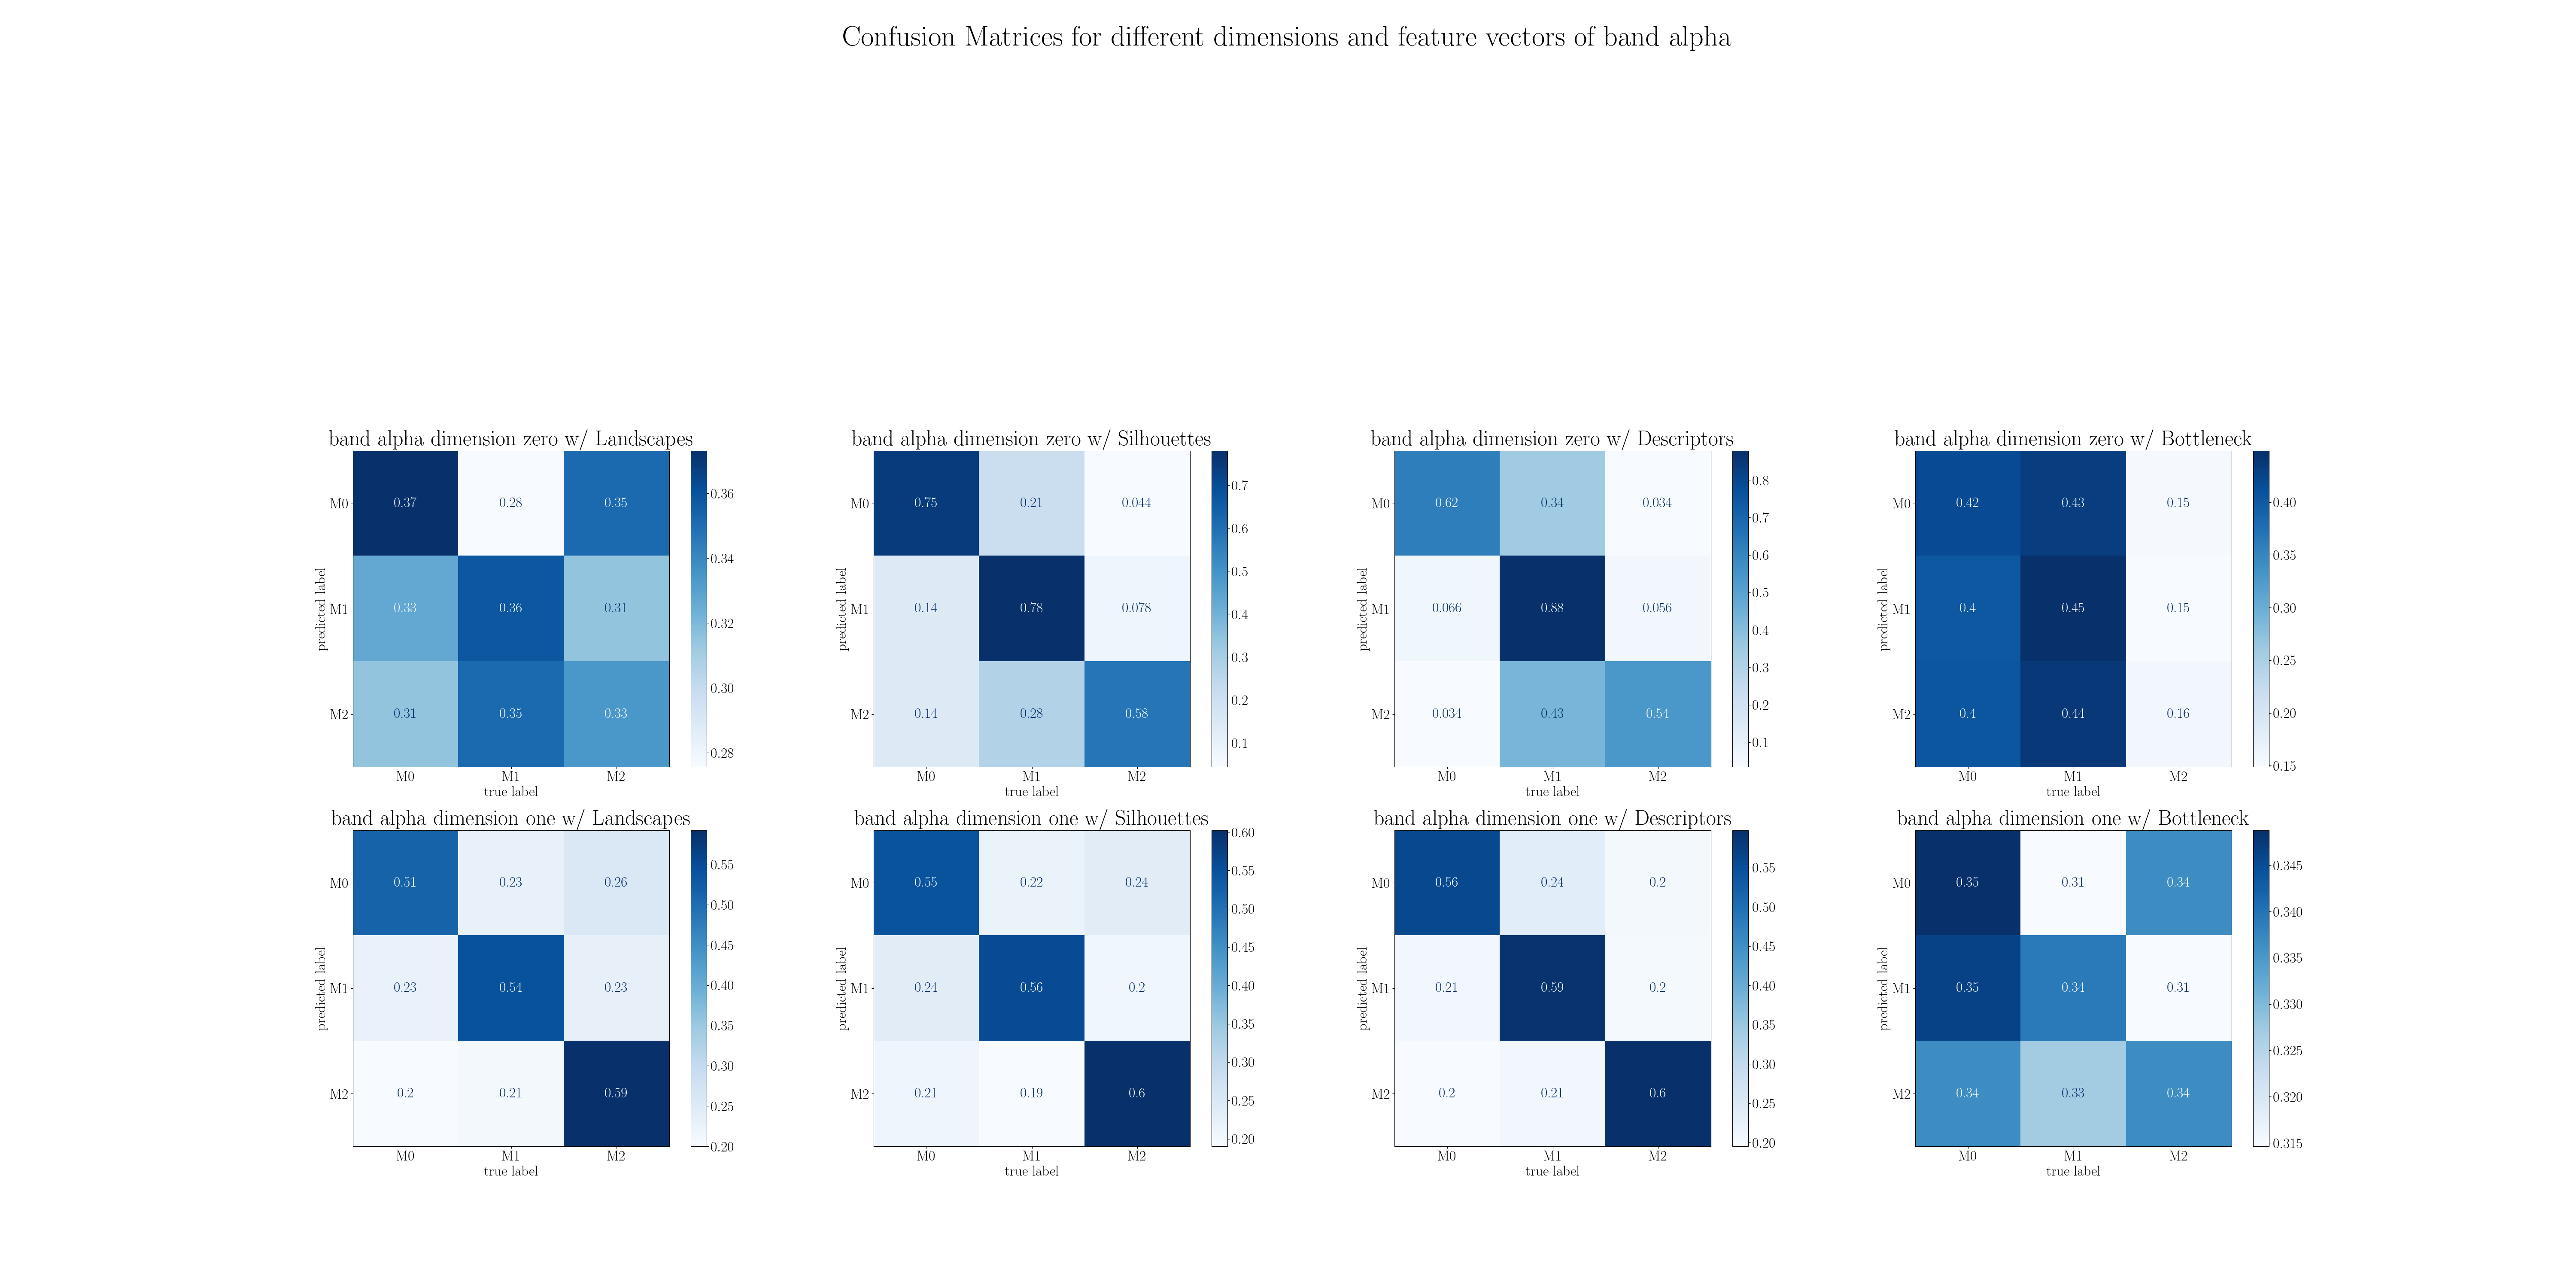 Confusion Matrices for different dimensions and feature vectors of band alpha
band alpha dimension zero w/ Landscapes
predicted label
M0 0.37 0.28 0.35
M1 0.33 0.36 0.31
M2 0.31 0.35 0.33
M0 M1 M2
true label
0.36
0.34
0.32
0.30
0.28
band alpha dimension zero w/ Silhouettes
predicted label
M0 0.75 0.21 0.044
M1 0.14 0.78 0.078
M2 0.14 0.28 0.58
M0 M1 M2
true label
0.7
0.6
0.5
0.4
0.3
0.2
0.1
band alpha dimension zero w/ Descriptors
predicted label
M0 0.62 0.34 0.034
M1 0.066 0.88 0.056
M2 0.034 0.43 0.54
M0 M1 M2
true label
0.8
0.7
0.6
0.5
0.4
0.3
0.2
0.1
band alpha dimension zero w/ Bottleneck
predicted label
M0 0.42 0.43 0.15
M1 0.4 0.45 0.15
M2 0.4 0.44 0.16
M0 M1 M2
true label
0.40
0.35
0.30
0.25
0.20
0.15
band alpha dimension one w/ Landscapes
predicted label
M0 0.51 0.23 0.26
M1 0.23 0.54 0.23
M2 0.2 0.21 0.59
M0 M1 M2
true label
0.55
0.50
0.45
0.40
0.35
0.30
0.25
0.20
band alpha dimension one w/ Silhouettes
predicted label
M0 0.55 0.22 0.24
M1 0.24 0.56 0.2
M2 0.21 0.19 0.6
M0 M1 M2
true label
0.60
0.55
0.50
0.45
0.40
0.35
0.30
0.25
0.20
band alpha dimension one w/ Descriptors
predicted label
M0 0.56 0.24 0.2
M1 0.21 0.59 0.2
M2 0.2 0.21 0.6
M0 M1 M2
true label
0.55
0.50
0.45
0.40
0.35
0.30
0.25
0.20
band alpha dimension one w/ Bottleneck
predicted label
M0 0.35 0.31 0.34
M1 0.35 0.34 0.31
M2 0.34 0.33 0.34
M0 M1 M2
true label
0.345
0.340
0.335
0.330
0.325
0.320
0.315